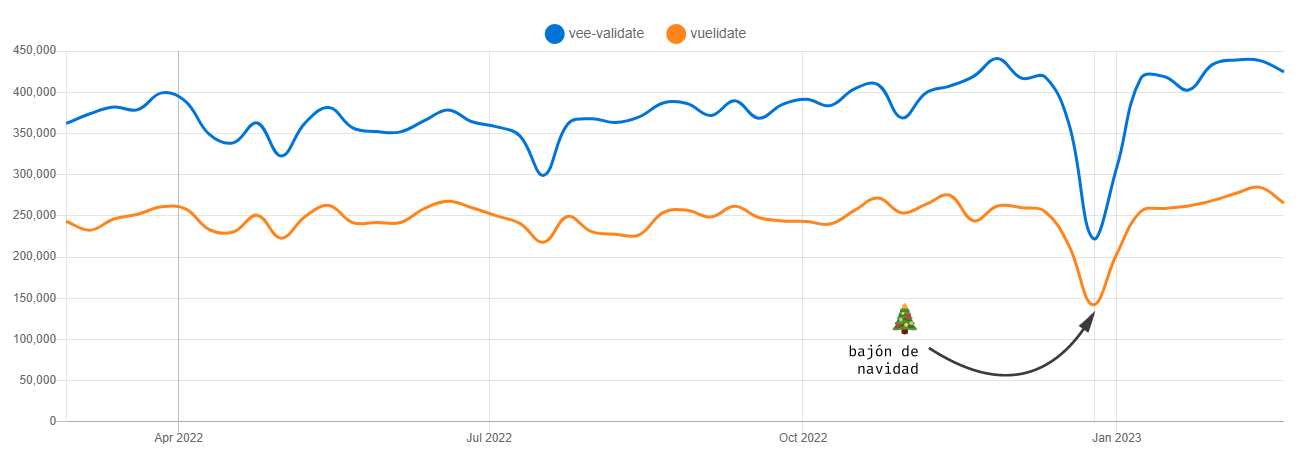 vee-validate vuelidate
450,000
400,000
350,000
300,000
250,000
200,000
150,000
100,000
50,000
0
bajón de
navidad
Apr 2022 Jul 2022 Oct 2022 Jan 2023